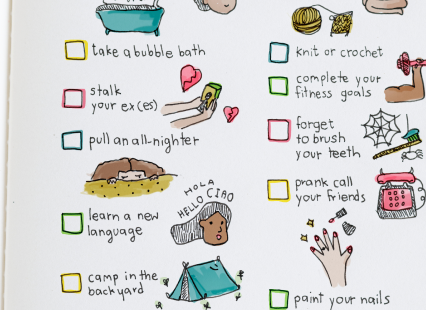 take a bubble bath
stalk
your ex(es)
pull an all-nighter
HOLA
HELLO CIAO
learn a new
language
camp in the
backyard
knit or crochet
complete your
fitness goals
forget
to brush
your teeth
prank call
your friends
paint your nails